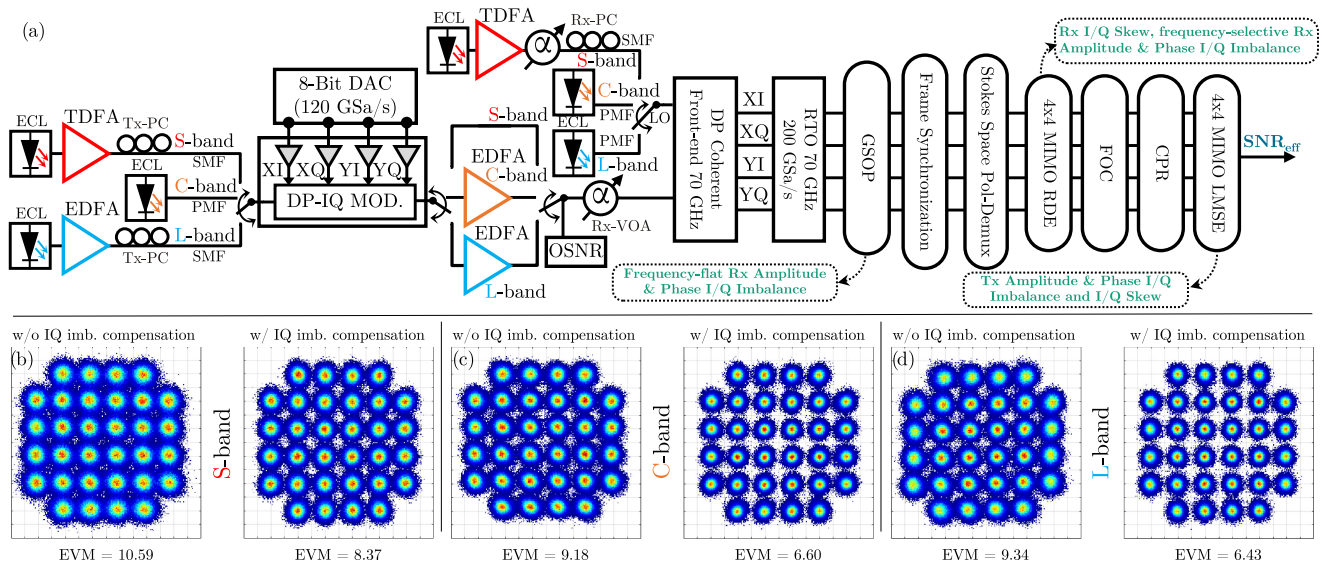 (a)
ECL
TDFA
Tx-PC
S-band
SMF
ECL
C-band
PMF
ECL
EDFA
Tx-PC
L-band
SMF
8-Bit DAC
(120 GSa/s)
XI
XQ
YI
YQ
DP-IQ MOD.
S-band
EDFA
C-band
EDFA
L-band
ECL
TDFA
α
Rx-PC
SMF
S-band
C-band
PMF
ECL
PMF
L-band
LO
OSNR
α
Rx-VOA
DP Coherent
Front-end 70 GHz
XI
XQ
YI
YQ
RTO 70 GHz
200 GSa/s
GSOP
Frame Synchronization
Stokes Space Pol-Demux
4x4 MIMO RDE
FOC
CPR
4x4 MIMO LMSE
SNReff
Rx I/Q Skew, frequency-selective Rx
Amplitude & Phase I/Q Imbalance
Frequency-flat Rx Amplitude
& Phase I/Q Imbalance
Tx Amplitude & Phase I/Q
Imbalance and I/Q Skew
w/o IQ imb. compensation
w/ IQ imb. compensation
w/o IQ imb. compensation
w/ IQ imb. compensation
w/o IQ imb. compensation
w/ IQ imb. compensation
(b)
S-band
(c)
C-band
(d)
L-band
EVM = 10.59
EVM = 8.37
EVM = 9.18
EVM = 6.60
EVM = 9.34
EVM = 6.43